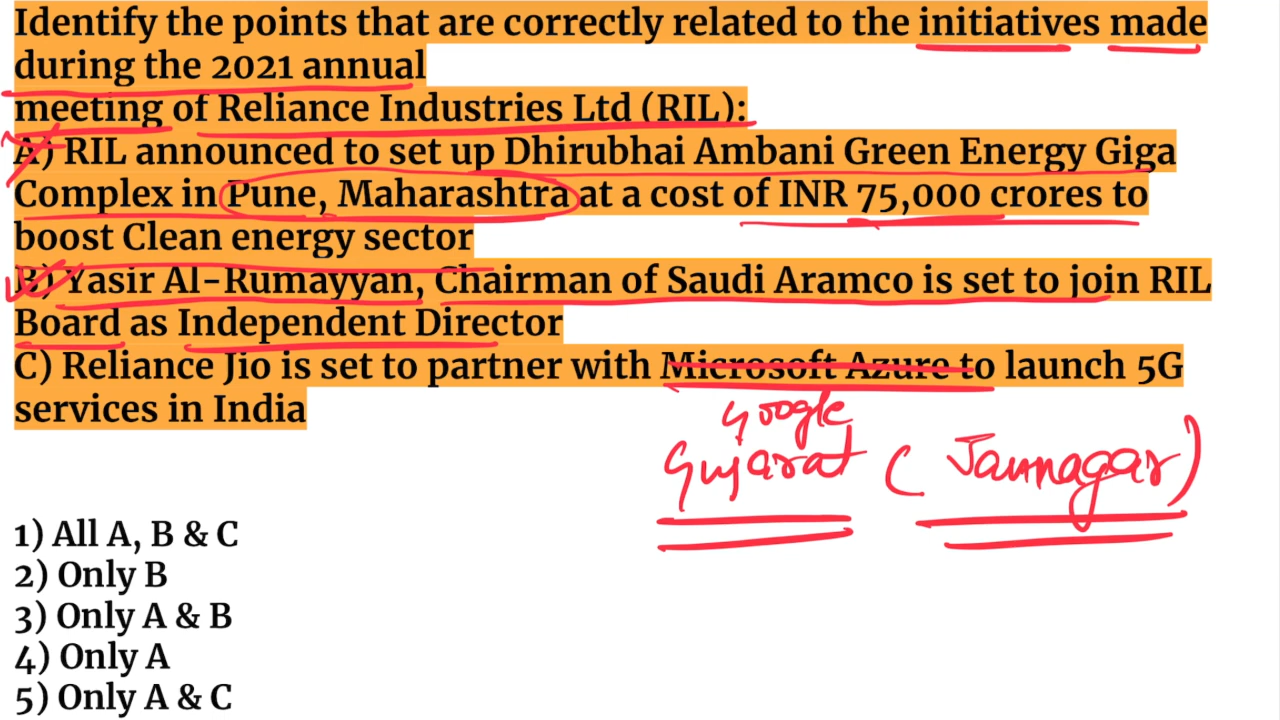 Identify the points that are correctly related to the initiatives made
during the 2021 annual
meeting of Reliance Industries Ltd (RIL):
A) RIL announced to set up Dhirubhai Ambani Green Energy Giga
Complex in Pune, Maharashtra at a cost of INR 75,000 crores to
boost Clean energy sector
B) Yasir Al-Rumayyan, Chairman of Saudi Aramco is set to join RIL
Board as Independent Director
C) Reliance Jio is set to partner with Microsoft Azure to launch 5G
services in India
Google
Gujarat ( Jamnagar )
1) All A, B & C
2) Only B
3) Only A & B
4) Only A
5) Only A & C